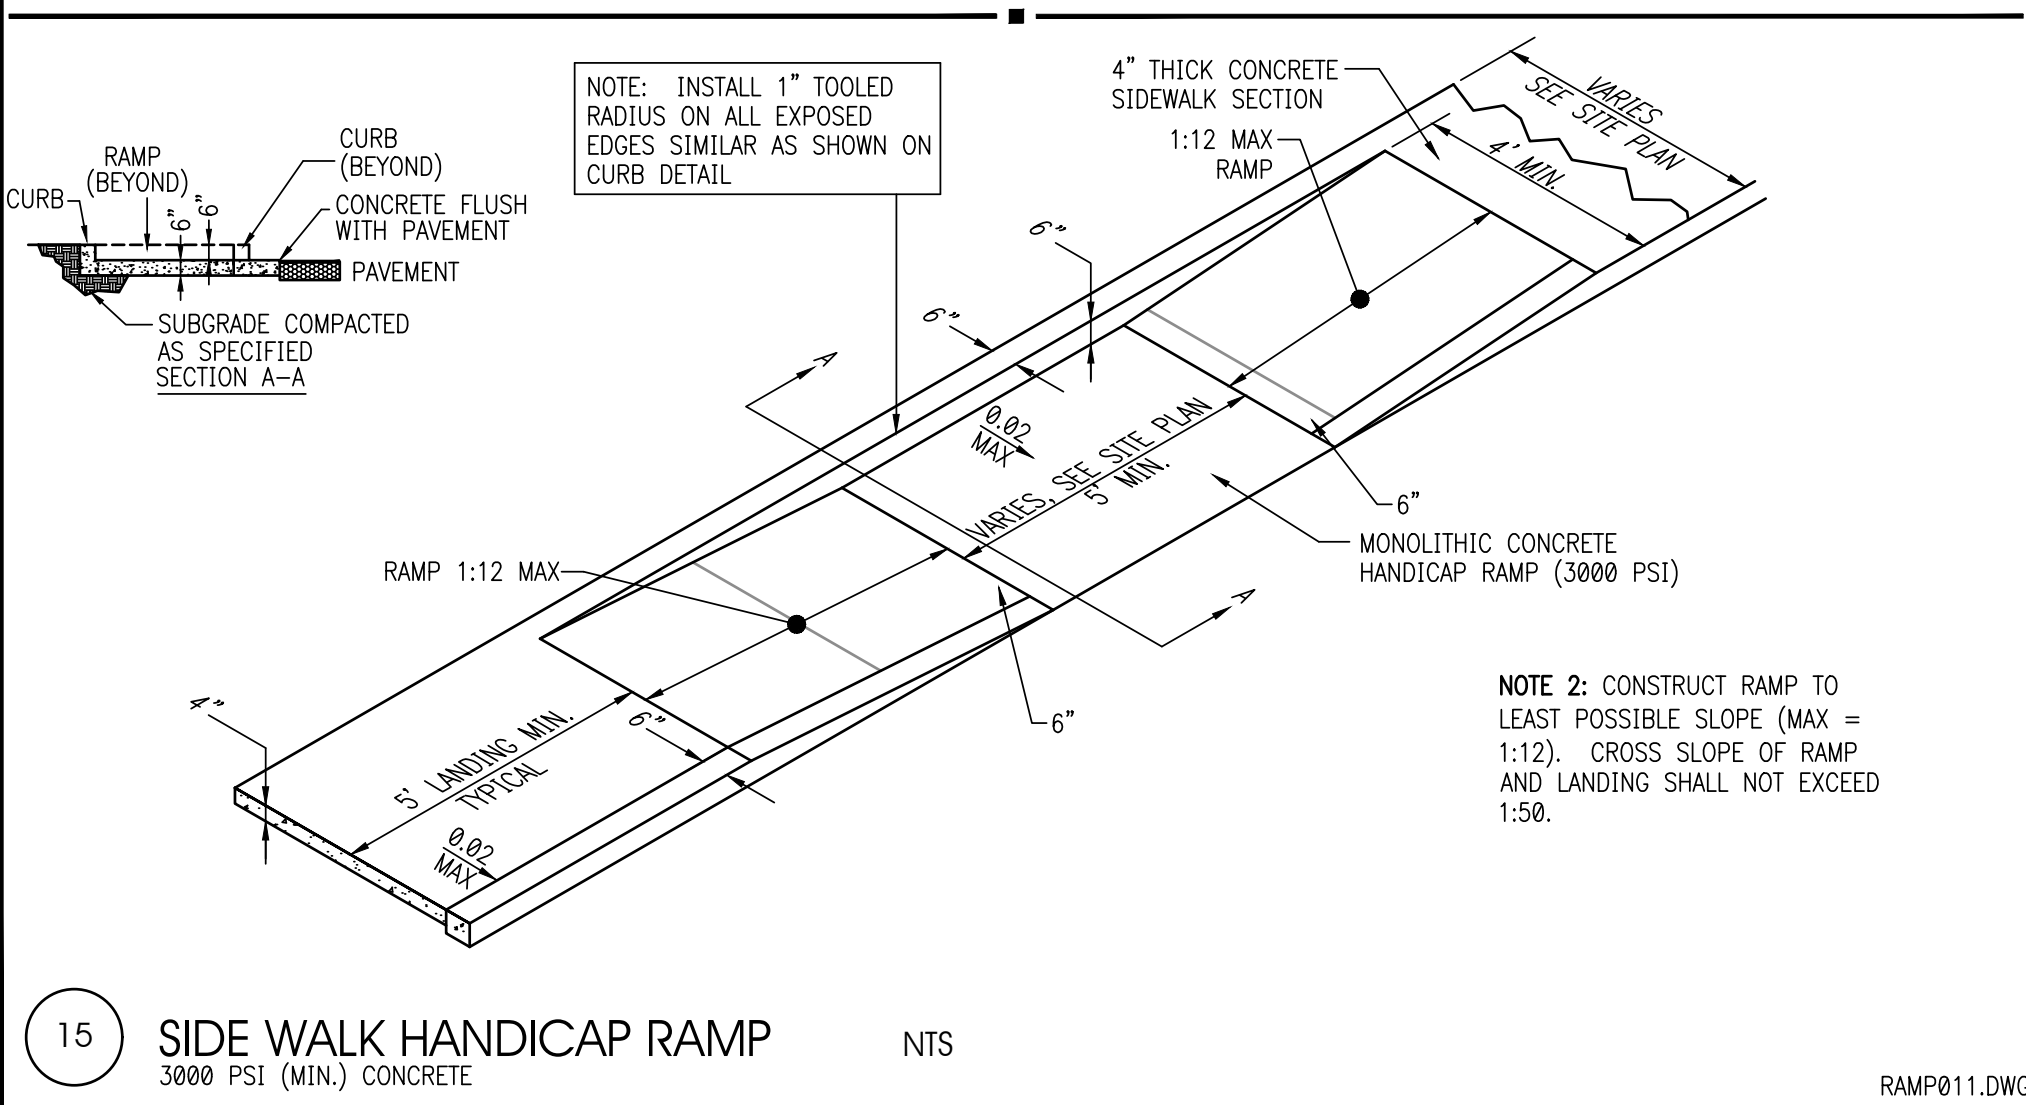 NOTE: INSTALL 1" TOOLED
RADIUS ON ALL EXPOSED
EDGES SIMILAR AS SHOWN ON
CURB DETAIL
4" THICK CONCRETE
SIDEWALK SECTION
1:12 MAX
RAMP
VARIES
SEE SITE PLAN
4' MIN.
CURB
(BEYOND)
RAMP
(BEYOND)
CURB
6"
6"
CONCRETE FLUSH
WITH PAVEMENT
PAVEMENT
SUBGRADE COMPACTED
AS SPECIFIED
SECTION A-A
6"
6"
A
0.02
MAX
VARIES, SEE SITE PLAN
5' MIN.
6"
MONOLITHIC CONCRETE
HANDICAP RAMP (3000 PSI)
RAMP 1:12 MAX
A
6"
4"
5' LANDING MIN.
TYPICAL
6"
0.02
MAX
NOTE 2: CONSTRUCT RAMP TO
LEAST POSSIBLE SLOPE (MAX =
1:12). CROSS SLOPE OF RAMP
AND LANDING SHALL NOT EXCEED
1:50.
15
SIDE WALK HANDICAP RAMP
NTS
3000 PSI (MIN.) CONCRETE
RAMP011.DWG